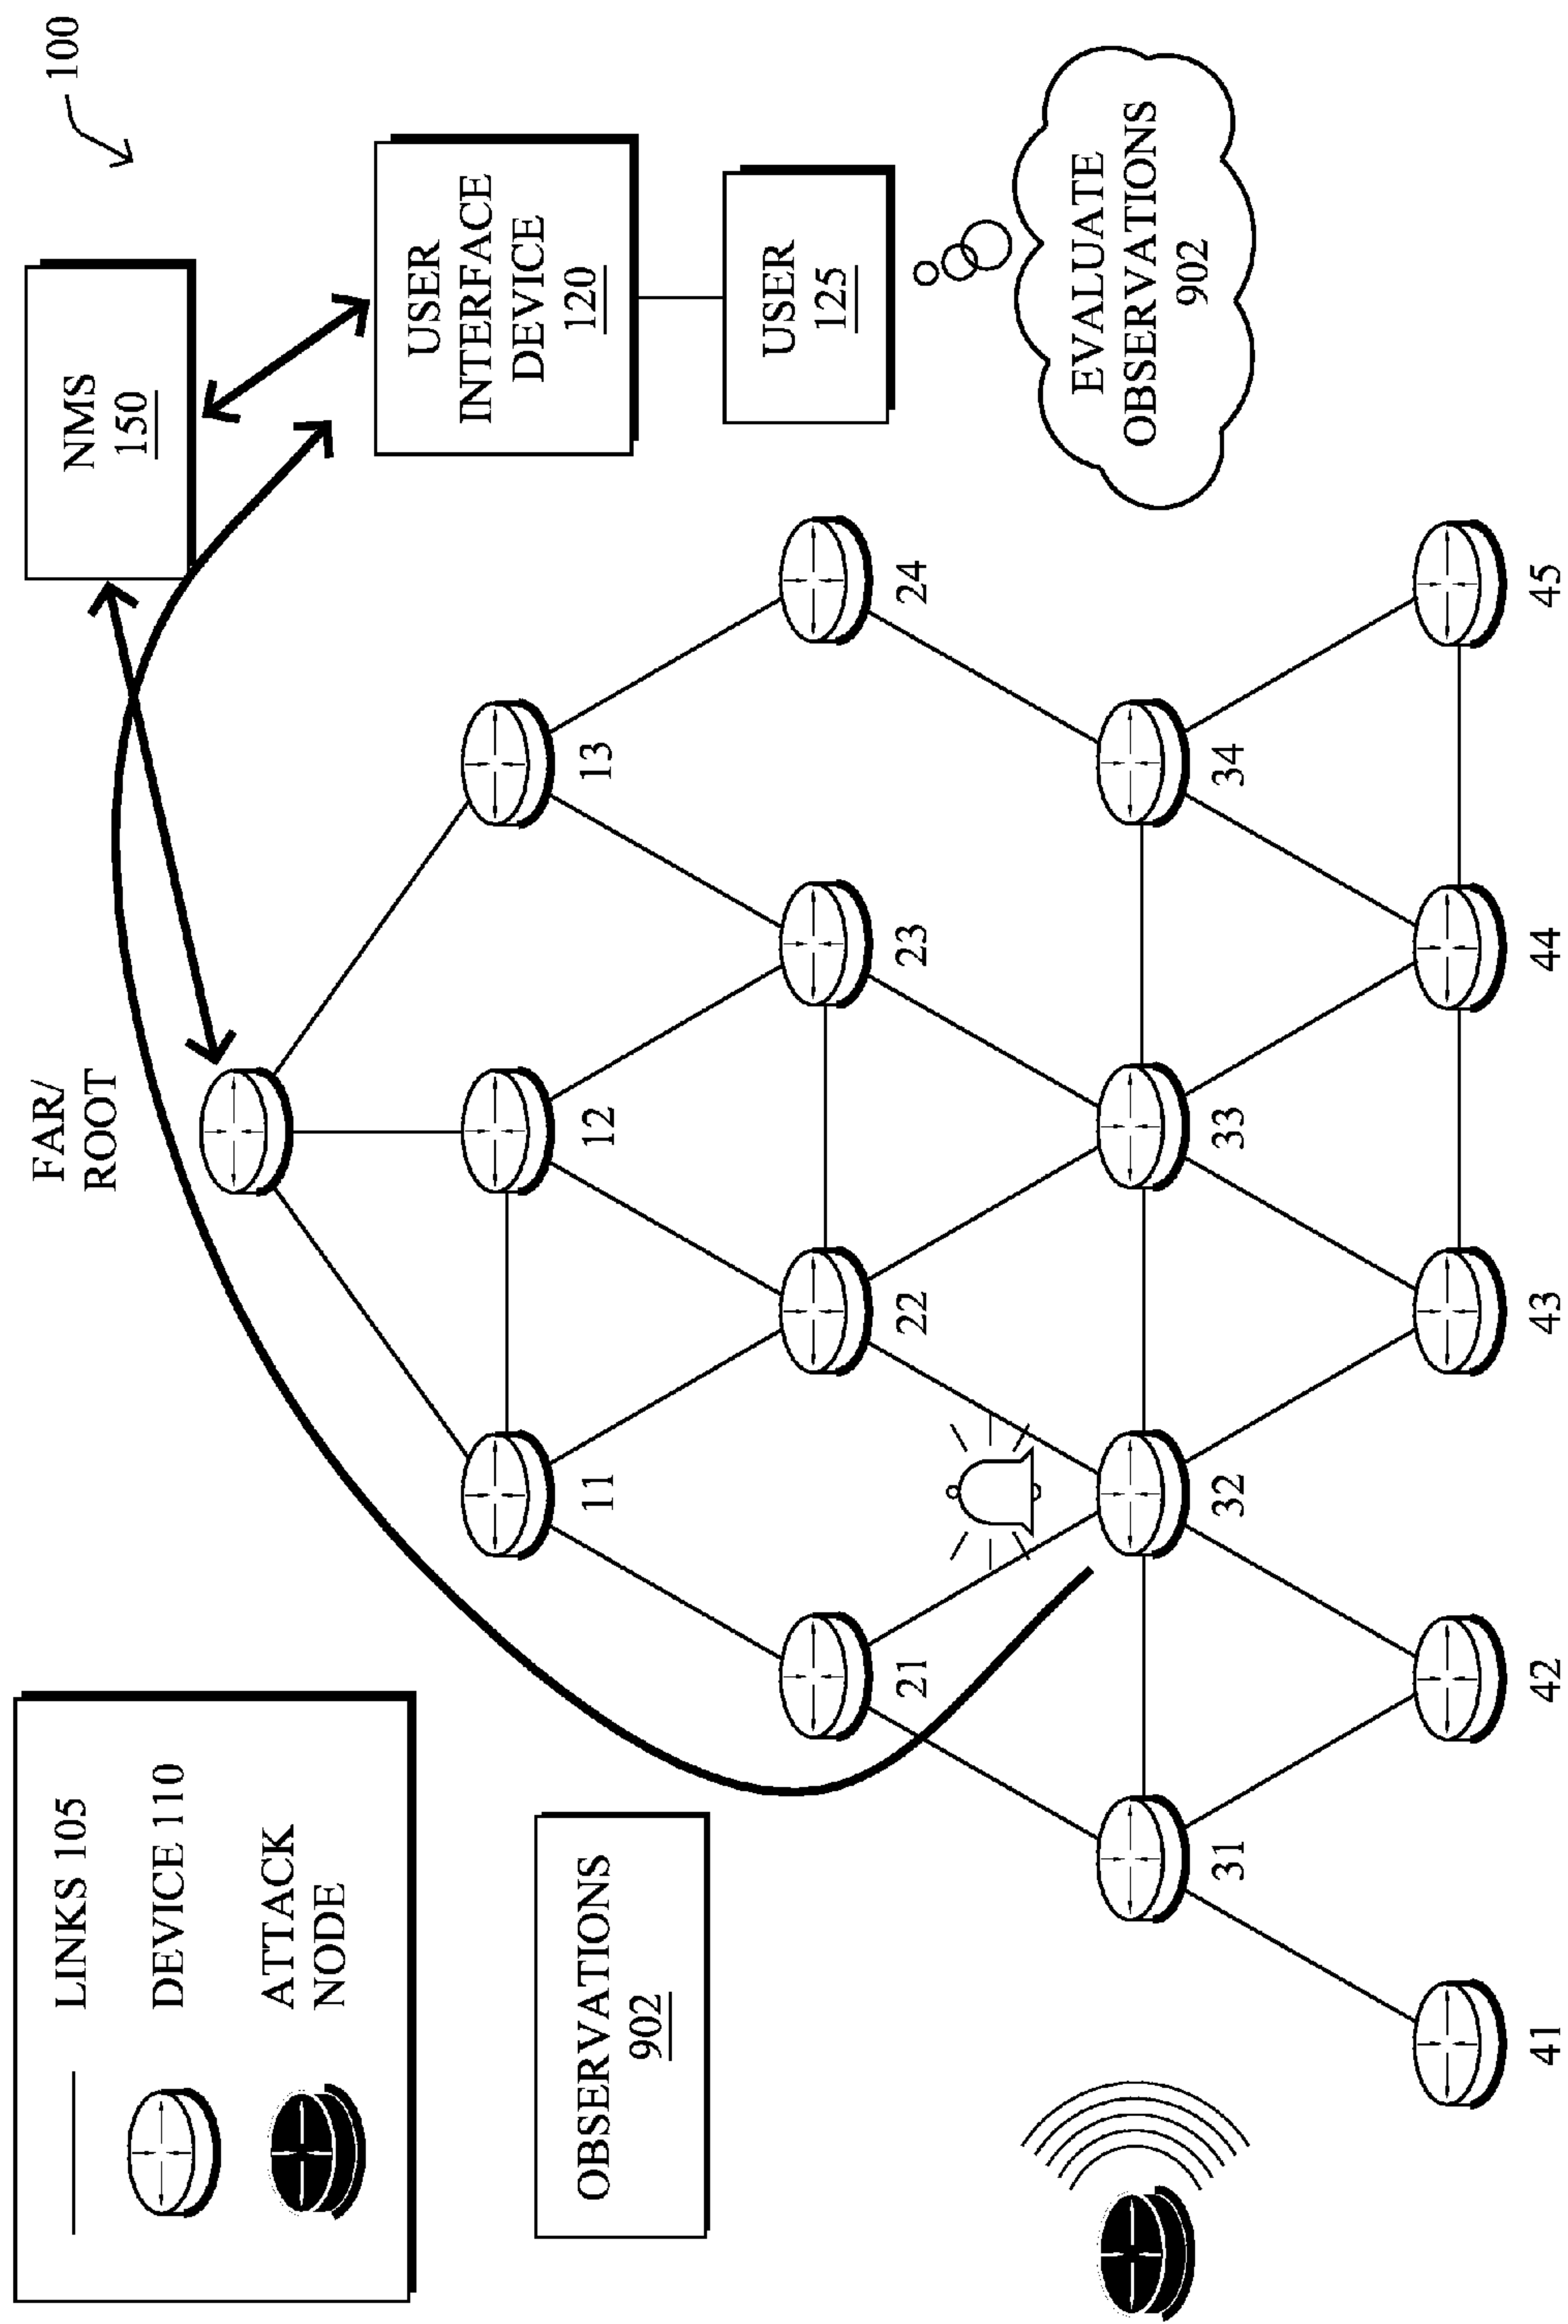 100
LINKS 105
DEVICE 110
ATTACK
NODE
FAR/
ROOT
NMS
150
USER
INTERFACE
DEVICE
120
USER
125
EVALUATE
OBSERVATIONS
902
OBSERVATIONS
902
11
12
13
21
22
23
24
31
32
33
34
41
42
43
44
45